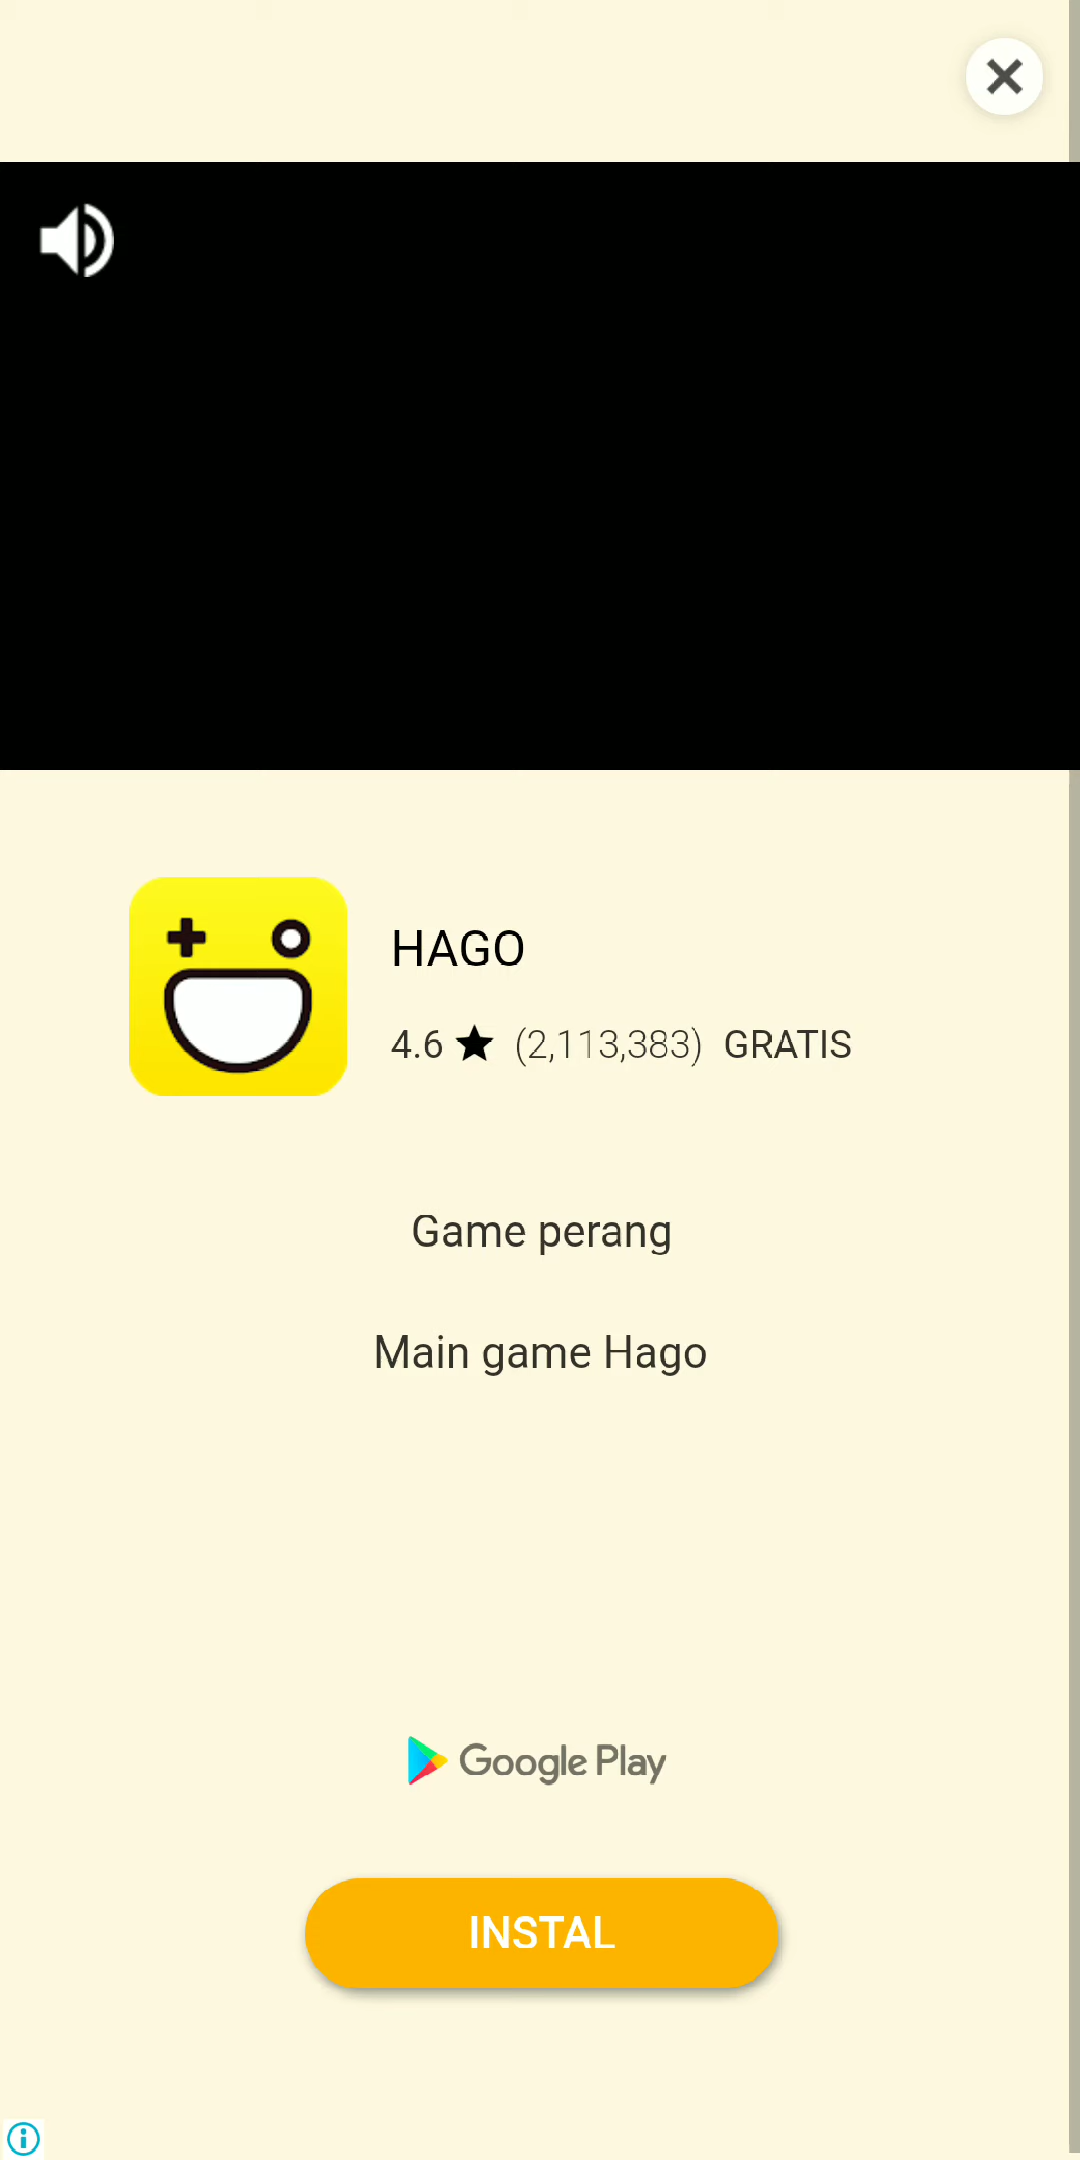 HAGO
4.6 ★ (2,113,383) GRATIS
Game perang
Main game Hago
Google Play
INSTAL